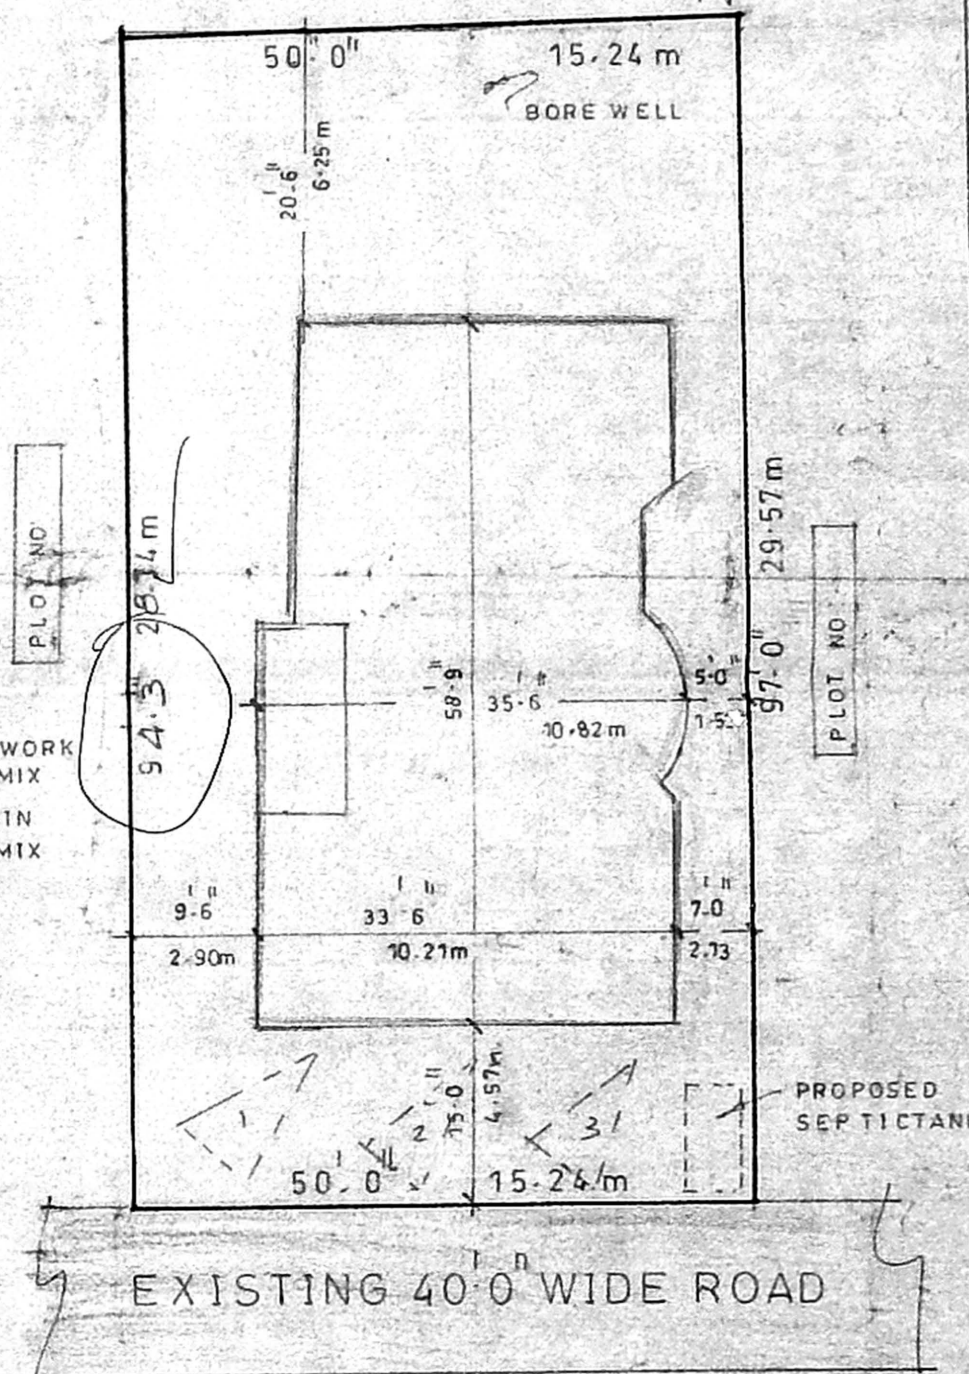 50'.0" 15.24 m
BORE WELL
20.6'"
6.25 m
PLOT NO
94.3" 28.74 m
29.57 m
97'.0"
PLOT NO.
58.9'"
35.6'"
10.82 m
5'.0"
1.5
WORK
MIX
IN
MIX
9.6'"
2.90m
33 6'"
10.21m
7.0'"
2.13
15.0'"
4.57m.
1
2
3
PROPOSED
SEPTICTAN
50'.0" 15.24 m
EXISTING 40'.0" WIDE ROAD